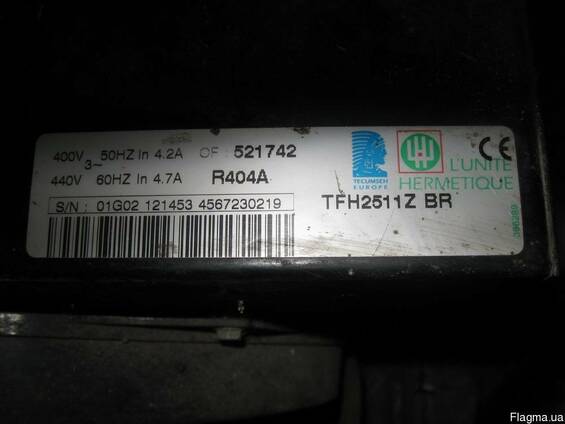 400V 50HZ In 4.2A OF : 521742
3~
440V 60HZ In 4.7A R404A
S/N : 01G02 121453 4567230219
TECUMSEH
EUROPE
L'UNITE
HERMETIQUE
CE
TFH2511Z BR
Flagma.ua